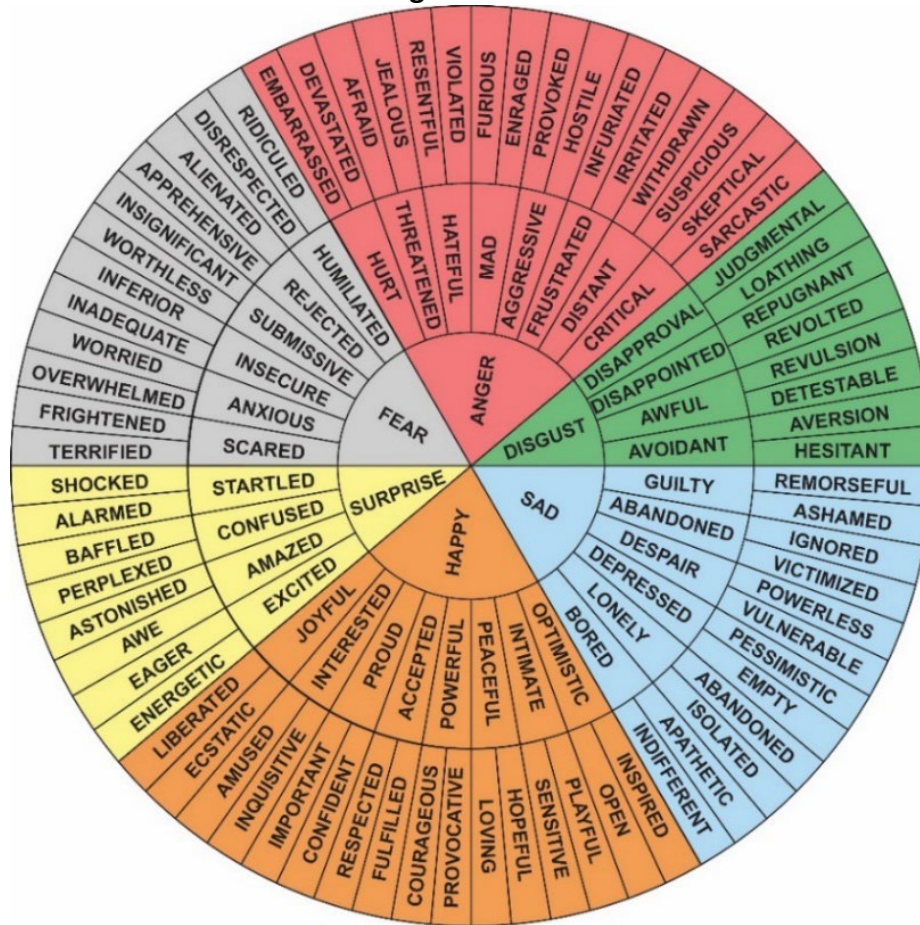 ANGER
HURT
EMBARRASSED
DEVASTATED
THREATENED
AFRAID
JEALOUS
HATEFUL
RESENTFUL
VIOLATED
MAD
FURIOUS
ENRAGED
AGGRESSIVE
PROVOKED
HOSTILE
FRUSTRATED
INFURIATED
IRRITATED
DISTANT
WITHDRAWN
SUSPICIOUS
CRITICAL
SKEPTICAL
SARCASTIC
DISGUST
DISAPPROVAL
JUDGMENTAL
LOATHING
DISAPPOINTED
REPUGNANT
REVOLTED
AWFUL
REVULSION
DETESTABLE
AVOIDANT
AVERSION
HESITANT
SAD
GUILTY
REMORSEFUL
ASHAMED
ABANDONED
IGNORED
VICTIMIZED
DESPAIR
POWERLESS
VULNERABLE
DEPRESSED
PESSIMISTIC
EMPTY
LONELY
ABANDONED
ISOLATED
BORED
APATHETIC
INDIFFERENT
HAPPY
OPTIMISTIC
INSPIRED
OPEN
INTIMATE
PLAYFUL
SENSITIVE
PEACEFUL
HOPEFUL
LOVING
POWERFUL
PROVOCATIVE
COURAGEOUS
ACCEPTED
FULFILLED
RESPECTED
PROUD
CONFIDENT
IMPORTANT
INTERESTED
INQUISITIVE
AMUSED
JOYFUL
ECSTATIC
LIBERATED
SURPRISE
EXCITED
ENERGETIC
EAGER
AMAZED
AWE
ASTONISHED
CONFUSED
PERPLEXED
BAFFLED
STARTLED
ALARMED
SHOCKED
FEAR
SCARED
TERRIFIED
FRIGHTENED
ANXIOUS
OVERWHELMED
WORRIED
INSECURE
INADEQUATE
INFERIOR
SUBMISSIVE
WORTHLESS
INSIGNIFICANT
REJECTED
APPREHENSIVE
ALIENATED
HUMILIATED
DISRESPECTED
RIDICULED